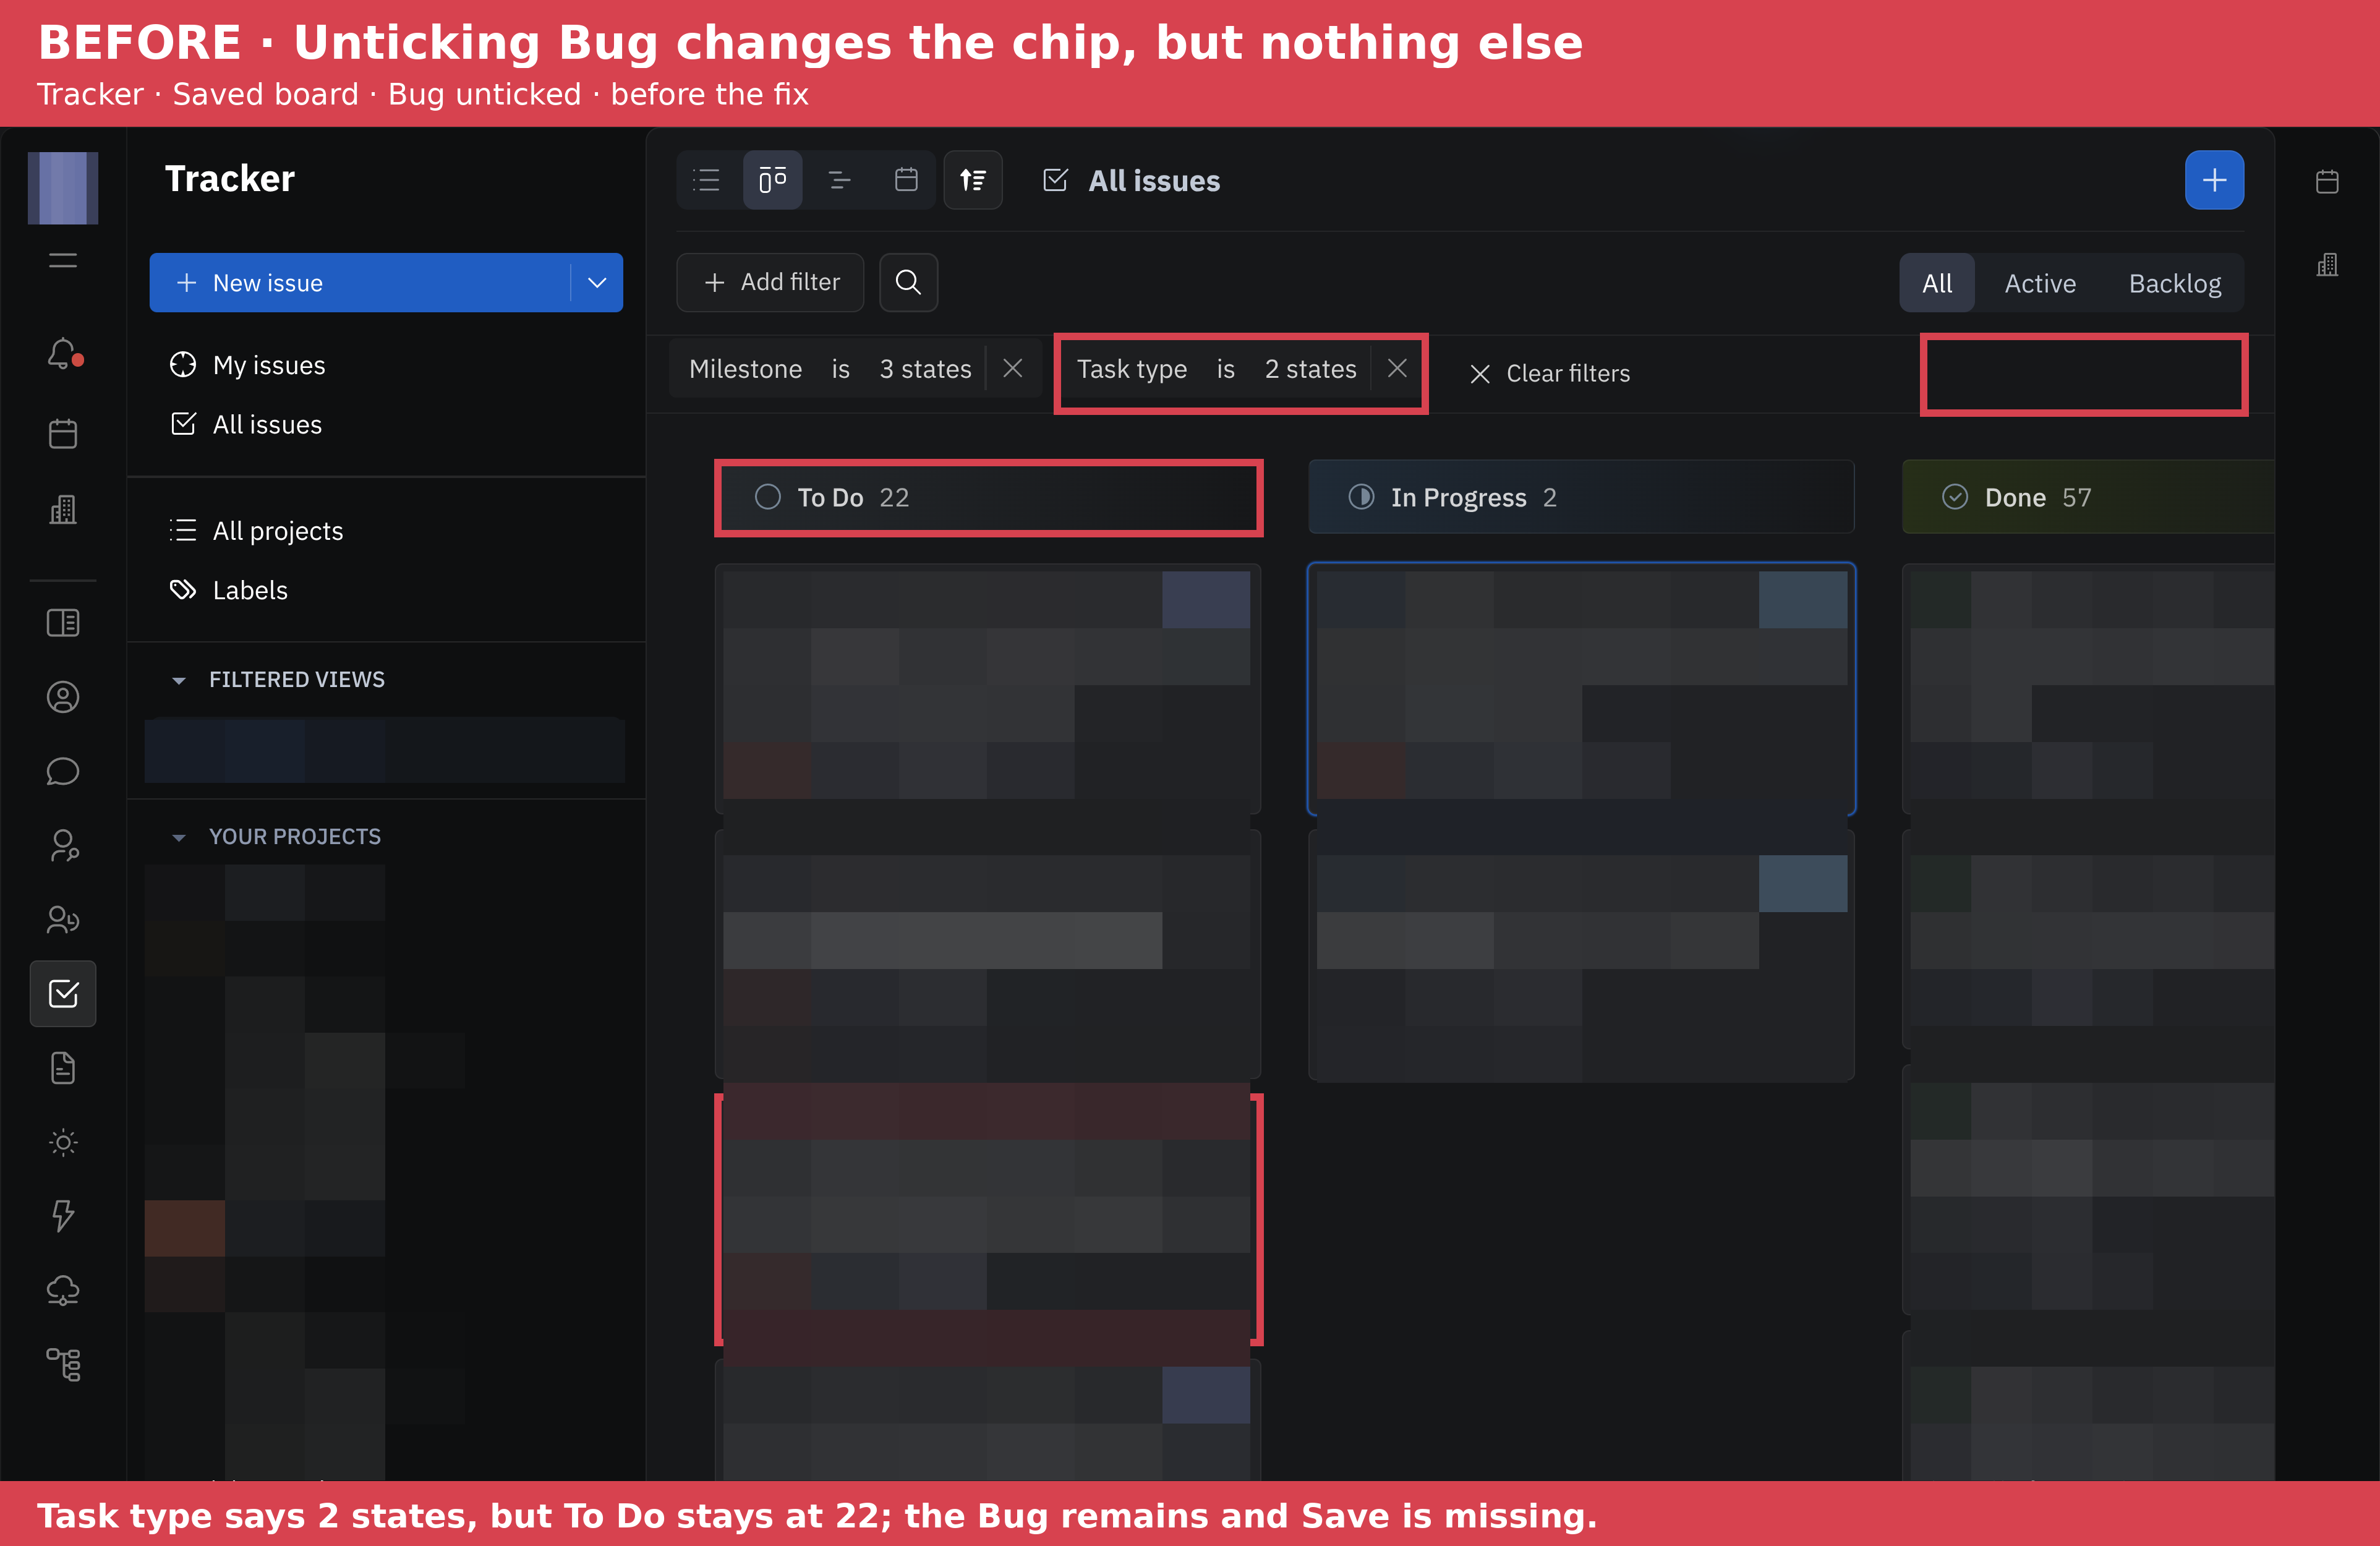 BEFORE · Unticking Bug changes the chip, but nothing else
Tracker · Saved board · Bug unticked · before the fix
Tracker
New issue
My issues
All issues
All projects
Labels
FILTERED VIEWS
YOUR PROJECTS
All issues
Add filter
All Active Backlog
Milestone is 3 states
Task type is 2 states
Clear filters
To Do 22
In Progress 2
Done 57
Task type says 2 states, but To Do stays at 22; the Bug remains and Save is missing.